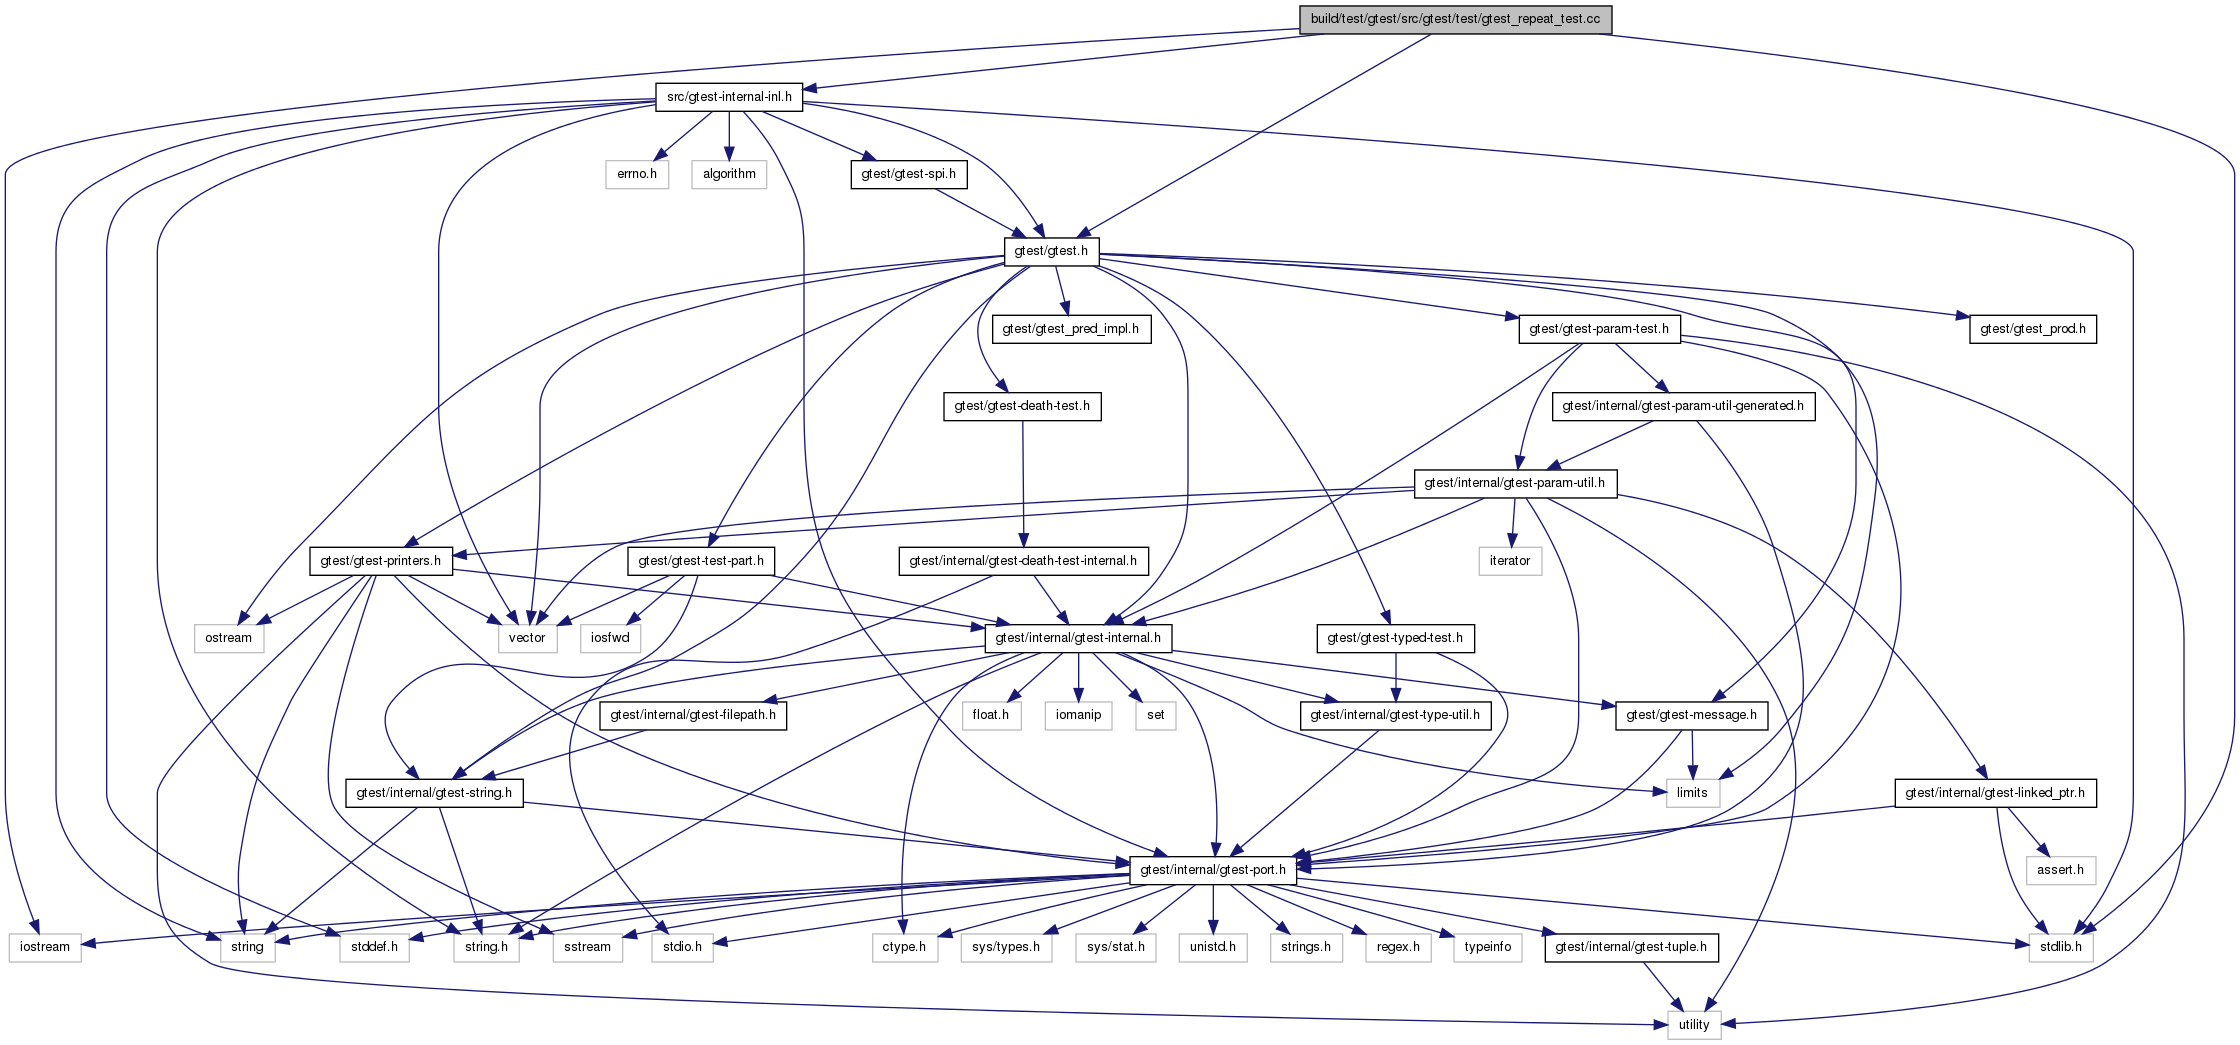 build/test/gtest/src/gtest/test/gtest_repeat_test.cc
src/gtest-internal-inl.h
errno.h
algorithm
gtest/gtest-spi.h
gtest/gtest.h
gtest/gtest_pred_impl.h
gtest/gtest-param-test.h
gtest/gtest_prod.h
gtest/gtest-death-test.h
gtest/internal/gtest-param-util-generated.h
gtest/internal/gtest-param-util.h
gtest/gtest-printers.h
gtest/gtest-test-part.h
gtest/internal/gtest-death-test-internal.h
iterator
ostream
vector
iosfwd
gtest/internal/gtest-internal.h
gtest/gtest-typed-test.h
gtest/internal/gtest-filepath.h
float.h
iomanip
set
gtest/internal/gtest-type-util.h
gtest/gtest-message.h
gtest/internal/gtest-string.h
limits
gtest/internal/gtest-linked_ptr.h
gtest/internal/gtest-port.h
assert.h
iostream
string
stddef.h
string.h
sstream
stdio.h
ctype.h
sys/types.h
sys/stat.h
unistd.h
strings.h
regex.h
typeinfo
gtest/internal/gtest-tuple.h
stdlib.h
utility